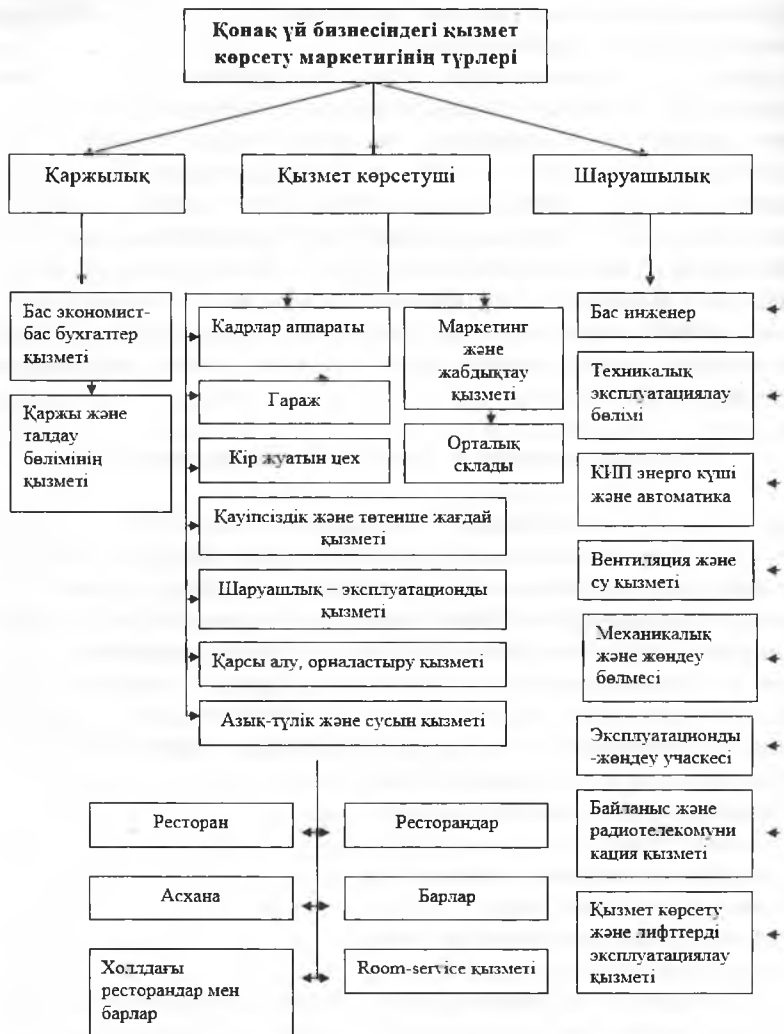 Қонақ үй бизнесіндегі қызмет
көрсету маркетигінің түрлері
Қаржылық
Қызмет көрсетуші
Шаруашылық
Бас экономист-
бас бухгалтер
қызметі
Қаржы және
талдау
бөлімінің
қызметі
Кадрлар аппараты
Гараж
Кір жуатын цех
Маркетинг
және
жабдықтау
қызметі
Орталық
склады
Қауіпсіздік және төтенше жағдай
қызметі
Шаруашлық – эксплуатационды
қызметі
Қарсы алу, орналастыру қызметі
Азық-түлік және сусын қызметі
Ресторан
Ресторандар
Асхана
Барлар
Холлдағы
ресторандар мен
барлар
Room-service қызметі
Бас инженер
Техникалық
эксплуатациялау
бөлімі
КИП знерго күші
және автоматика
Вентиляция және
су қызметі
Механикалық
және жөндеу
бөлмесі
Эксплуатационды
-жөндеу учаскесі
Байланыс және
радиотелекомуни
кация қызметі
Қызмет көрсету
және лифттерді
эксплуатациялау
қызметі